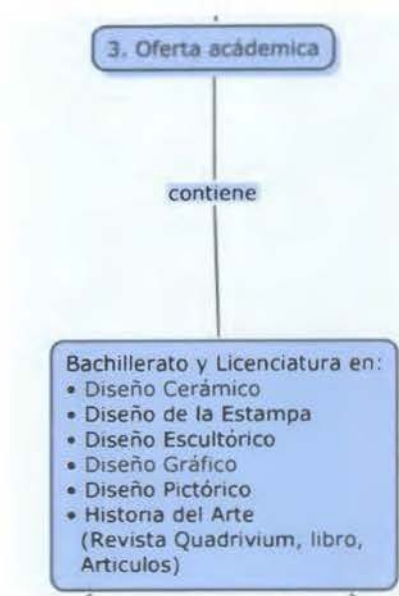 3. Oferta acádemica
contiene
Bachillerato y Licenciatura en:
• Diseño Cerámico
• Diseño de la Estampa
• Diseño Escultórico
• Diseño Gráfico
• Diseño Pictórico
• Historia del Arte
(Revista Quadrivium, libro,
Articulos)